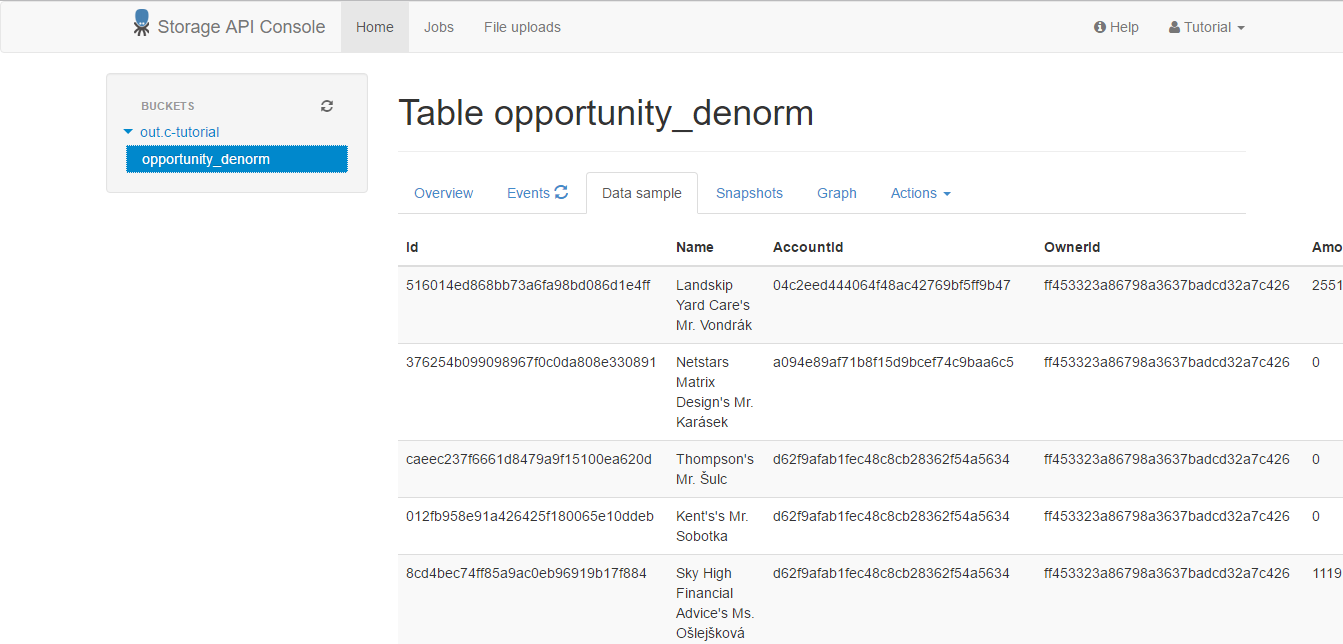 Storage API Console Home Jobs File uploads Help Tutorial
BUCKETS
out.c-tutorial
opportunity_denorm
Table opportunity_denorm
Overview Events Data sample Snapshots Graph Actions
Id Name AccountId OwnerId Amo
516014ed868bb73a6fa98bd086d1e4ff Landskip 04c2eed444064f48ac42769bf5ff9b47 ff453323a86798a3637badcd32a7c426 2551
Yard Care's
Mr. Vondrák
376254b099098967f0c0da808e330891 Netstars a094e89af71b8f15d9bcef74c9baa6c5 ff453323a86798a3637badcd32a7c426 0
Matrix
Design's Mr.
Karásek
caeec237f6661d8479a9f15100ea620d Thompson's d62f9afab1fec48c8cb28362f54a5634 ff453323a86798a3637badcd32a7c426 0
Mr. Šulc
012fb958e91a426425f180065e10ddeb Kent's's Mr. d62f9afab1fec48c8cb28362f54a5634 ff453323a86798a3637badcd32a7c426 0
Sobotka
8cd4bec74ff85a9ac0eb96919b17f884 Sky High d62f9afab1fec48c8cb28362f54a5634 ff453323a86798a3637badcd32a7c426 1119
Financial
Advice's Ms.
Ošlejšková